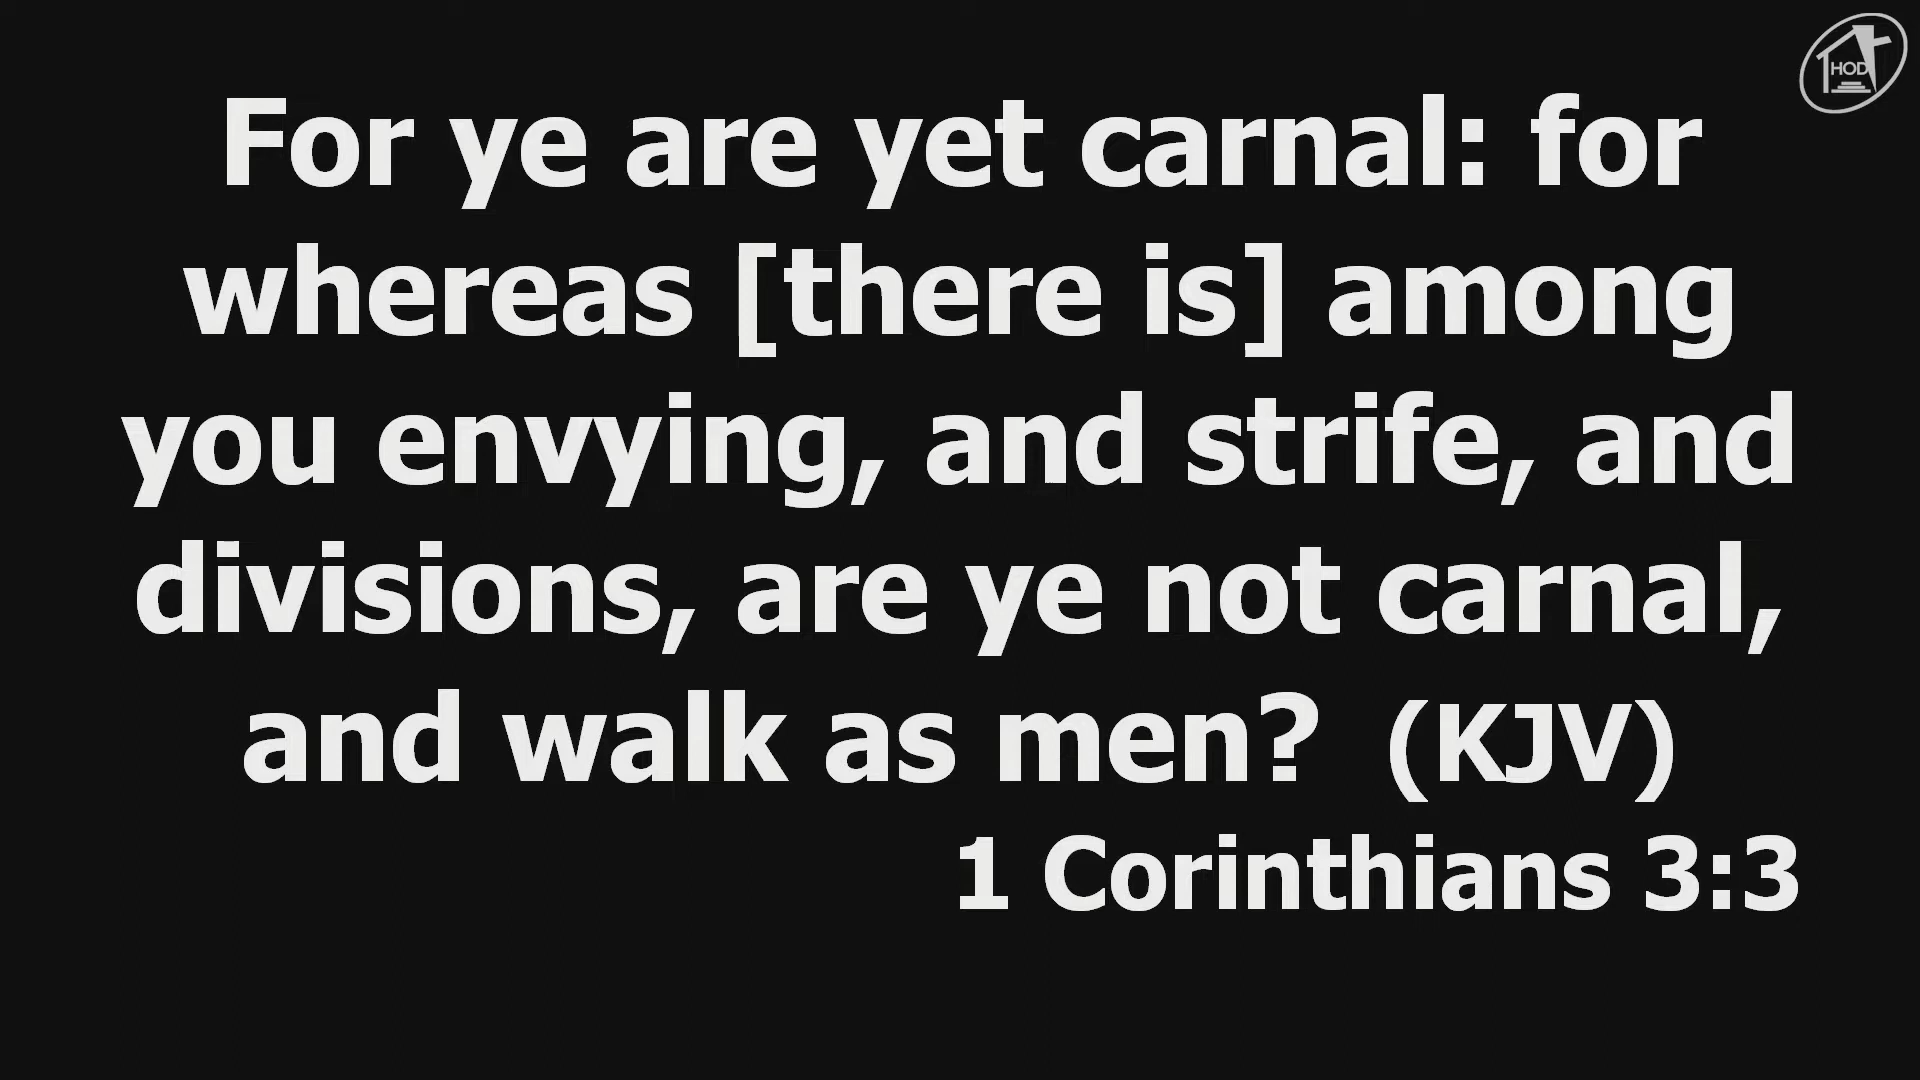 HOD
For ye are yet carnal: for
whereas [there is] among
you envying, and strife, and
divisions, are ye not carnal,
and walk as men?  (KJV)
1 Corinthians 3:3